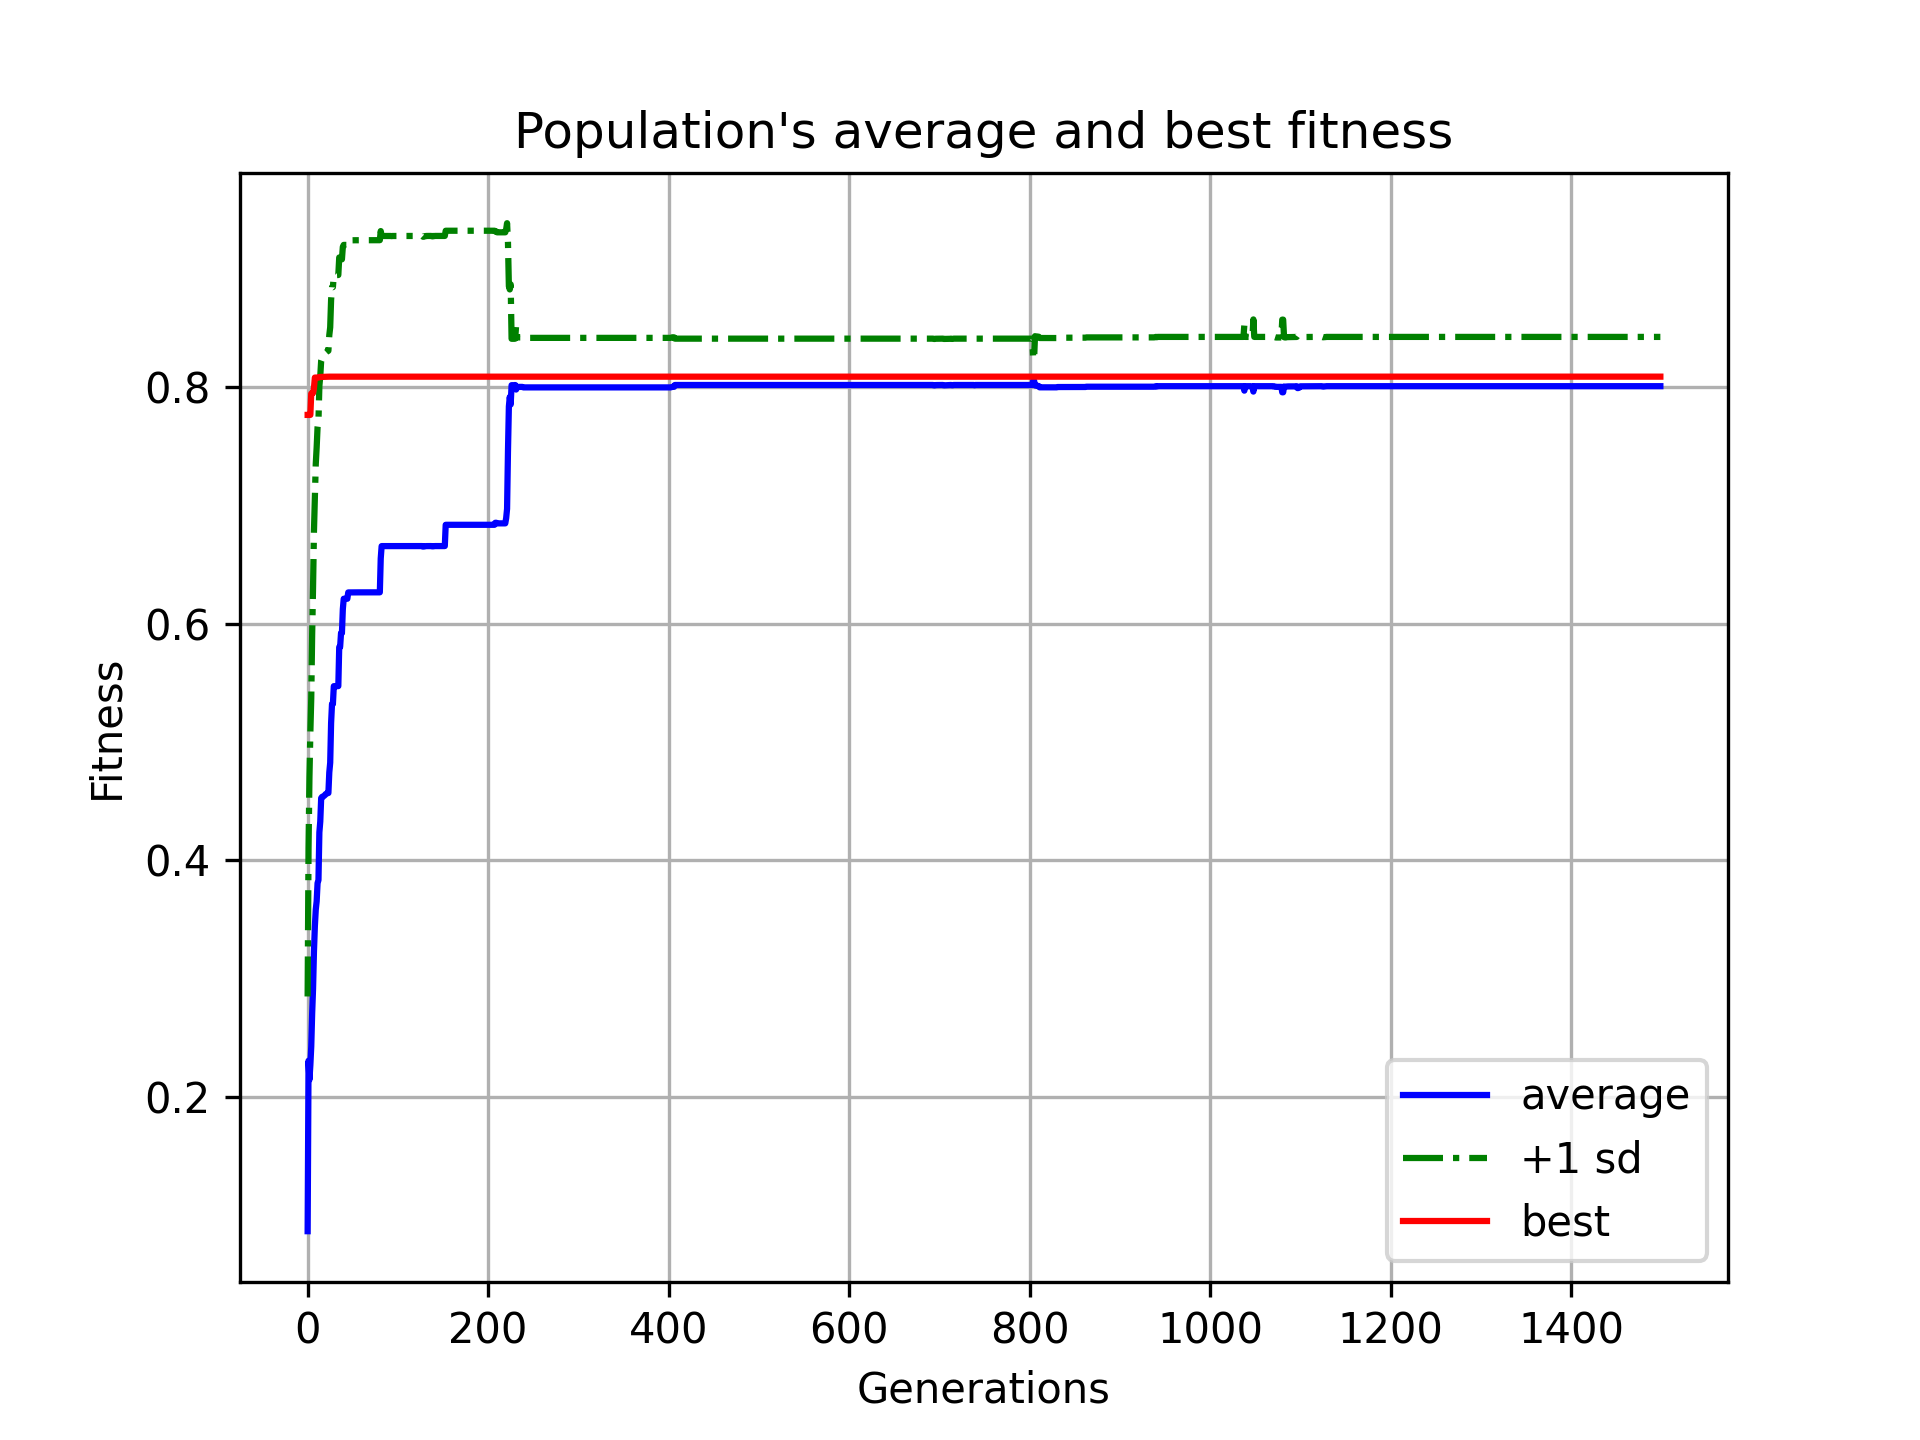 Population's average and best fitness
Fitness
0.8
0.6
0.4
0.2
0 200 400 600 800 1000 1200 1400
Generations
average
+1 sd
best